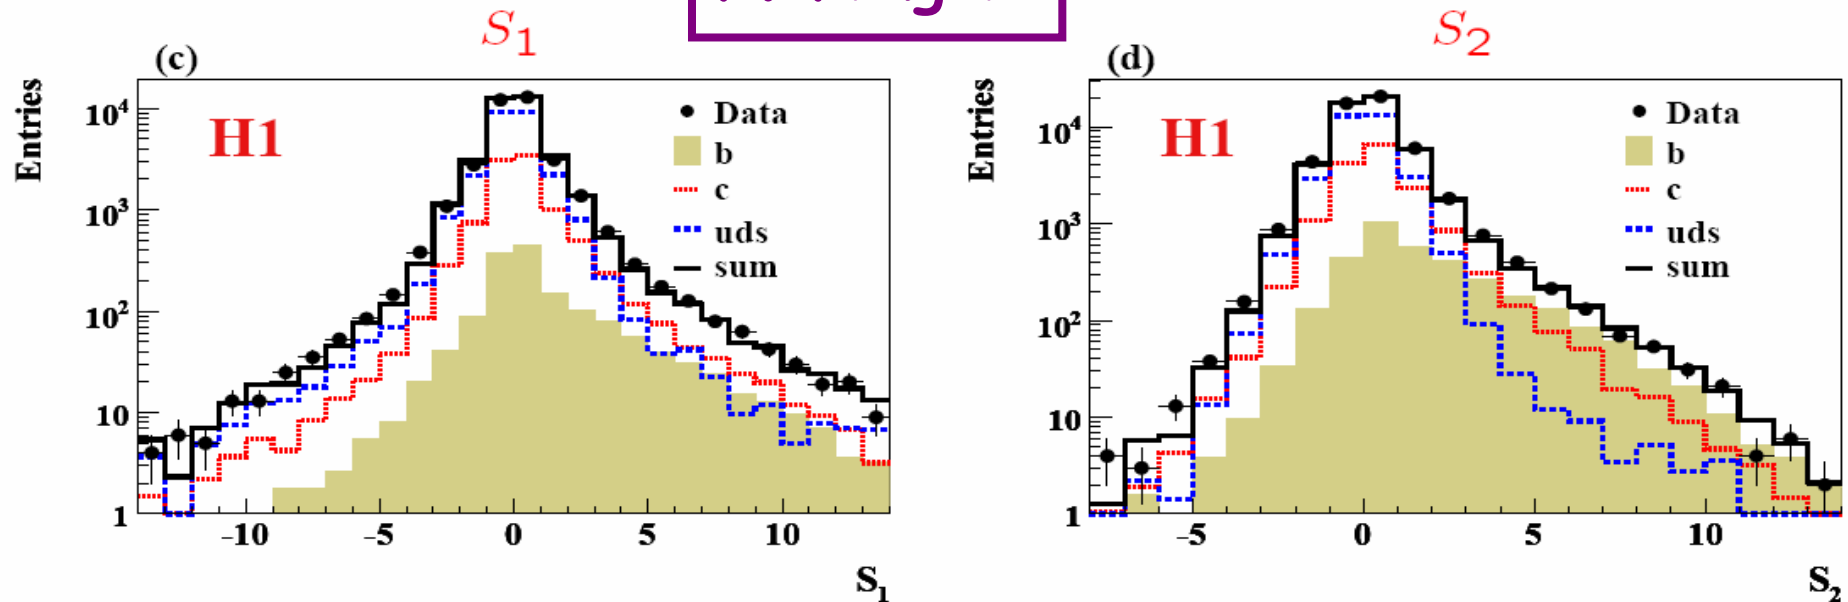 S₁
(c)
Entries
H1
Data
b
c
uds
sum
10⁴
10³
10²
10
1
-10 -5 0 5 10
S₁
S₂
(d)
Entries
H1
Data
b
c
uds
sum
10⁴
10³
10²
10
1
-5 0 5 10
S₂